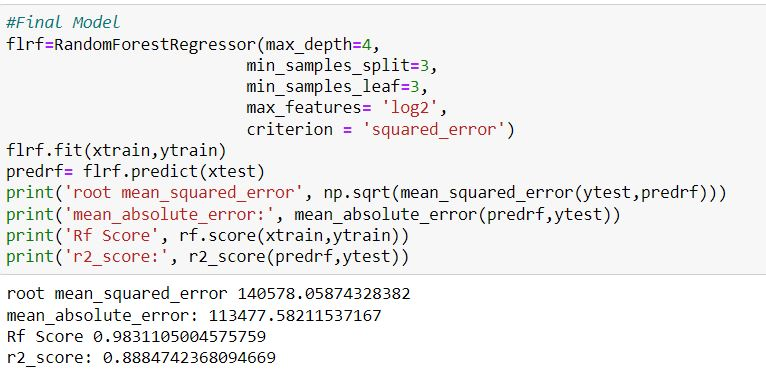 #Final Model
flrf=RandomForestRegressor(max_depth=4,
min_samples_split=3,
min_samples_leaf=3,
max_features= 'log2',
criterion = 'squared_error')
flrf.fit(xtrain,ytrain)
predrf= flrf.predict(xtest)
print('root mean_squared_error', np.sqrt(mean_squared_error(ytest,predrf)))
print('mean_absolute_error:', mean_absolute_error(predrf,ytest))
print('Rf Score', rf.score(xtrain,ytrain))
print('r2_score:', r2_score(predrf,ytest))
root mean_squared_error 140578.05874328382
mean_absolute_error: 113477.58211537167
Rf Score 0.9831105004575759
r2_score: 0.8884742368094669